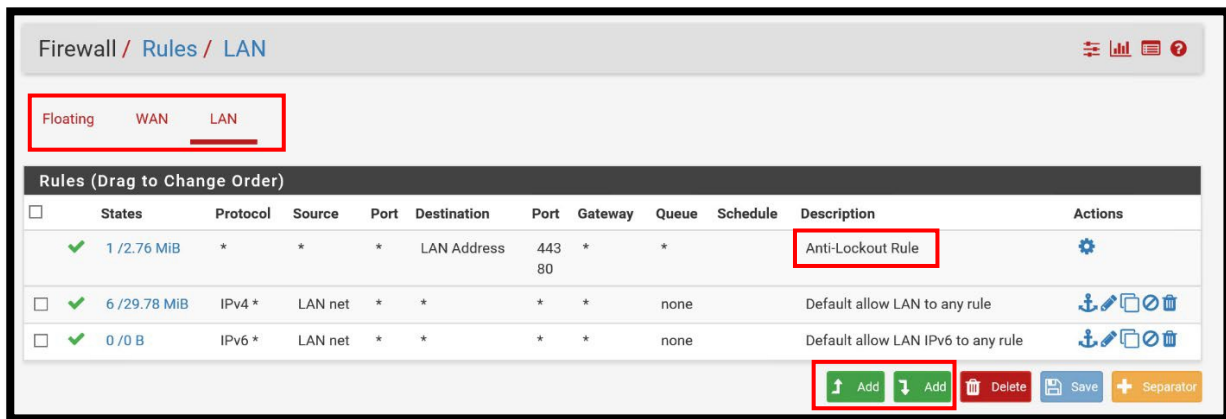 Firewall / Rules / LAN
Floating WAN LAN
Rules (Drag to Change Order)
States Protocol Source Port Destination Port Gateway Queue Schedule Description Actions
1 /2.76 MiB * * * LAN Address 443 * * Anti-Lockout Rule
80
6 /29.78 MiB IPv4 * LAN net * * * * none Default allow LAN to any rule
0 /0 B IPv6 * LAN net * * * * none Default allow LAN IPv6 to any rule
Add Add Delete Save Separator